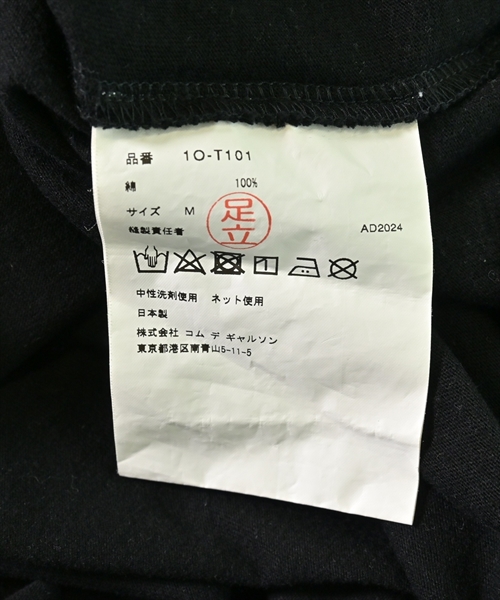 品番 1O-T101
綿 100%
サイズ M
足立
縫製責任者 AD2024
中性洗剤使用 ネット使用
日本製
株式会社 コム デ ギャルソン
東京都港区南青山5-11-5